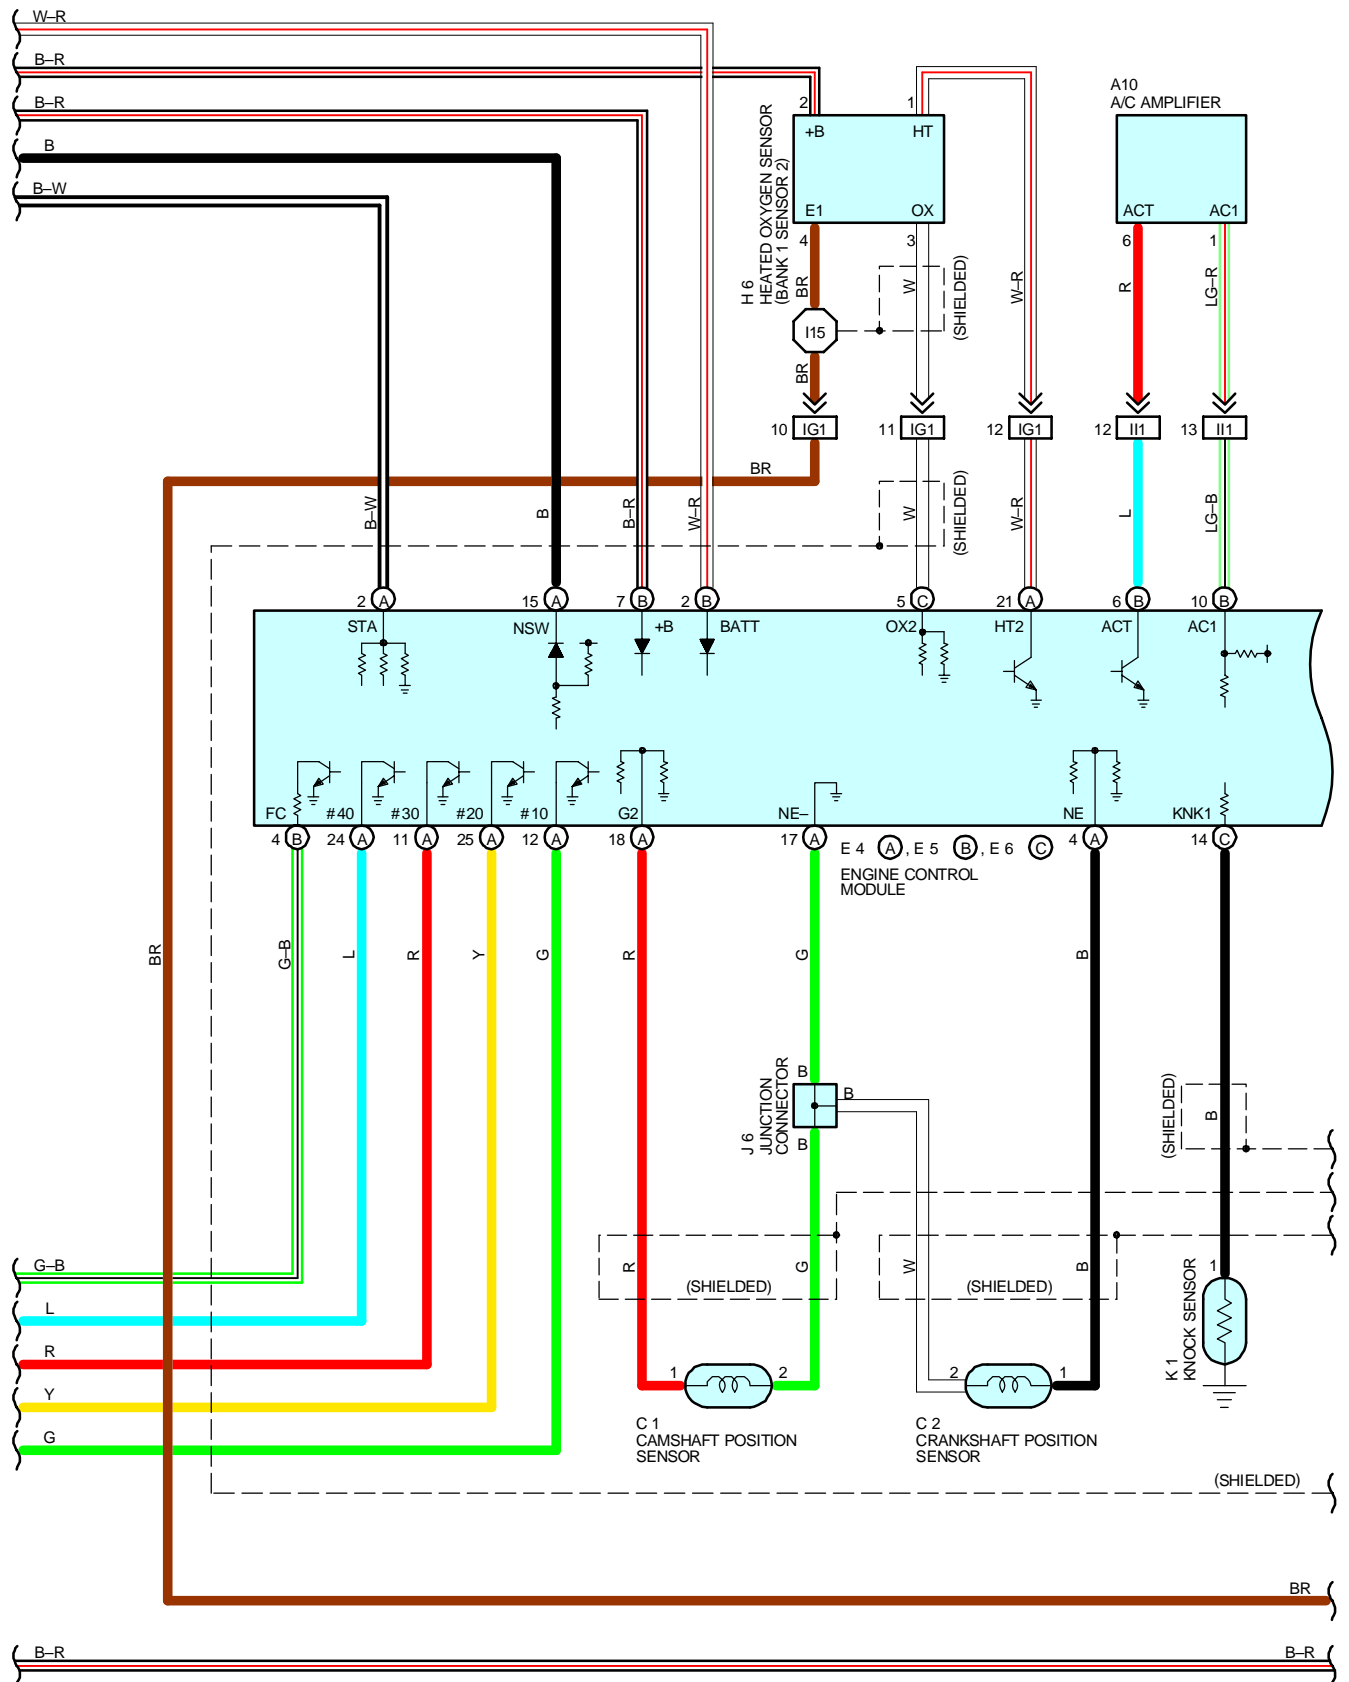 W–R
B–R
B–R
B
B–W
2
1
+B
HT
E1
OX
4
3
H 6
HEATED OXYGEN SENSOR
(BANK 1 SENSOR 2)
A10
A/C AMPLIFIER
ACT
AC1
6
1
BR
W
(SHIELDED)
W–R
R
LG–R
I15
BR
10 IG1
11 IG1
12 IG1
12 II1
13 II1
BR
B–W
B
B–R
W–R
W
(SHIELDED)
W–R
L
LG–B
2 A
15 A
7 B
2 B
5 C
21 A
6 B
10 B
STA
NSW
+B
BATT
OX2
HT2
ACT
AC1
FC
#40
#30
#20
#10
G2
NE–
NE
KNK1
4 B
24 A
11 A
25 A
12 A
18 A
17 A
E 4 A , E 5 B , E 6 C
ENGINE CONTROL
MODULE
4 A
14 C
BR
G–B
L
R
Y
G
R
G
B
B
B
B
J 6
JUNCTION
CONNECTOR
(SHIELDED)
B
R
(SHIELDED)
G
W
(SHIELDED)
B
G–B
L
R
Y
G
1
2
2
1
1
K 1
KNOCK SENSOR
C 1
CAMSHAFT POSITION
SENSOR
C 2
CRANKSHAFT POSITION
SENSOR
(SHIELDED)
BR
B–R
B–R